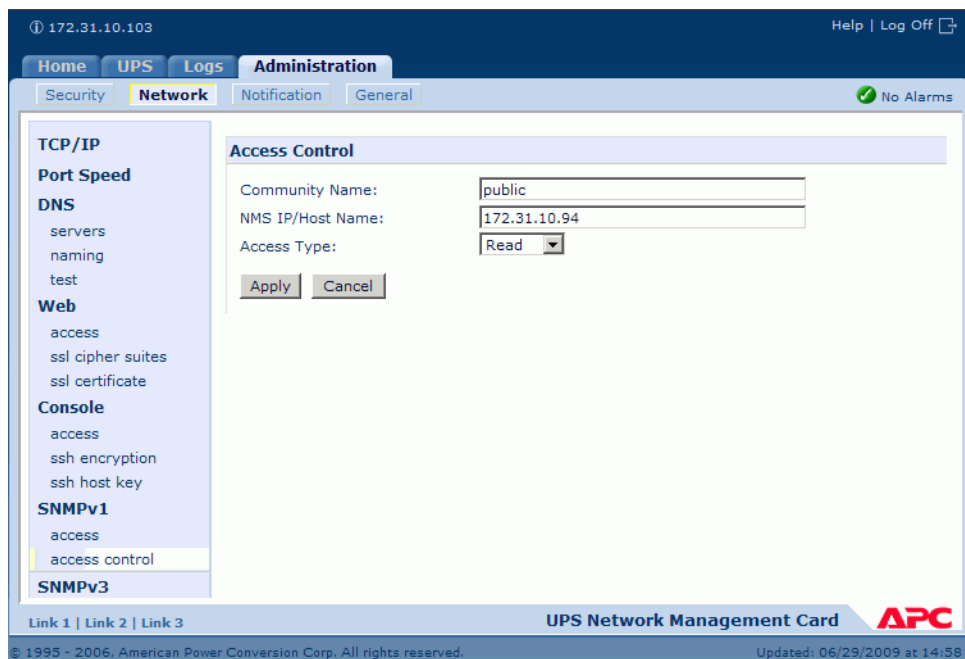 172.31.10.103
Help | Log Off
Home UPS Logs Administration
Security Network Notification General
No Alarms
TCP/IP
Port Speed
DNS
servers
naming
test
Web
access
ssl cipher suites
ssl certificate
Console
access
ssh encryption
ssh host key
SNMPv1
access
access control
SNMPv3
Access Control
Community Name: public
NMS IP/Host Name: 172.31.10.94
Access Type: Read
Apply Cancel
Link 1 | Link 2 | Link 3
UPS Network Management Card
APC
© 1995 - 2006, American Power Conversion Corp. All rights reserved.
Updated: 06/29/2009 at 14:58